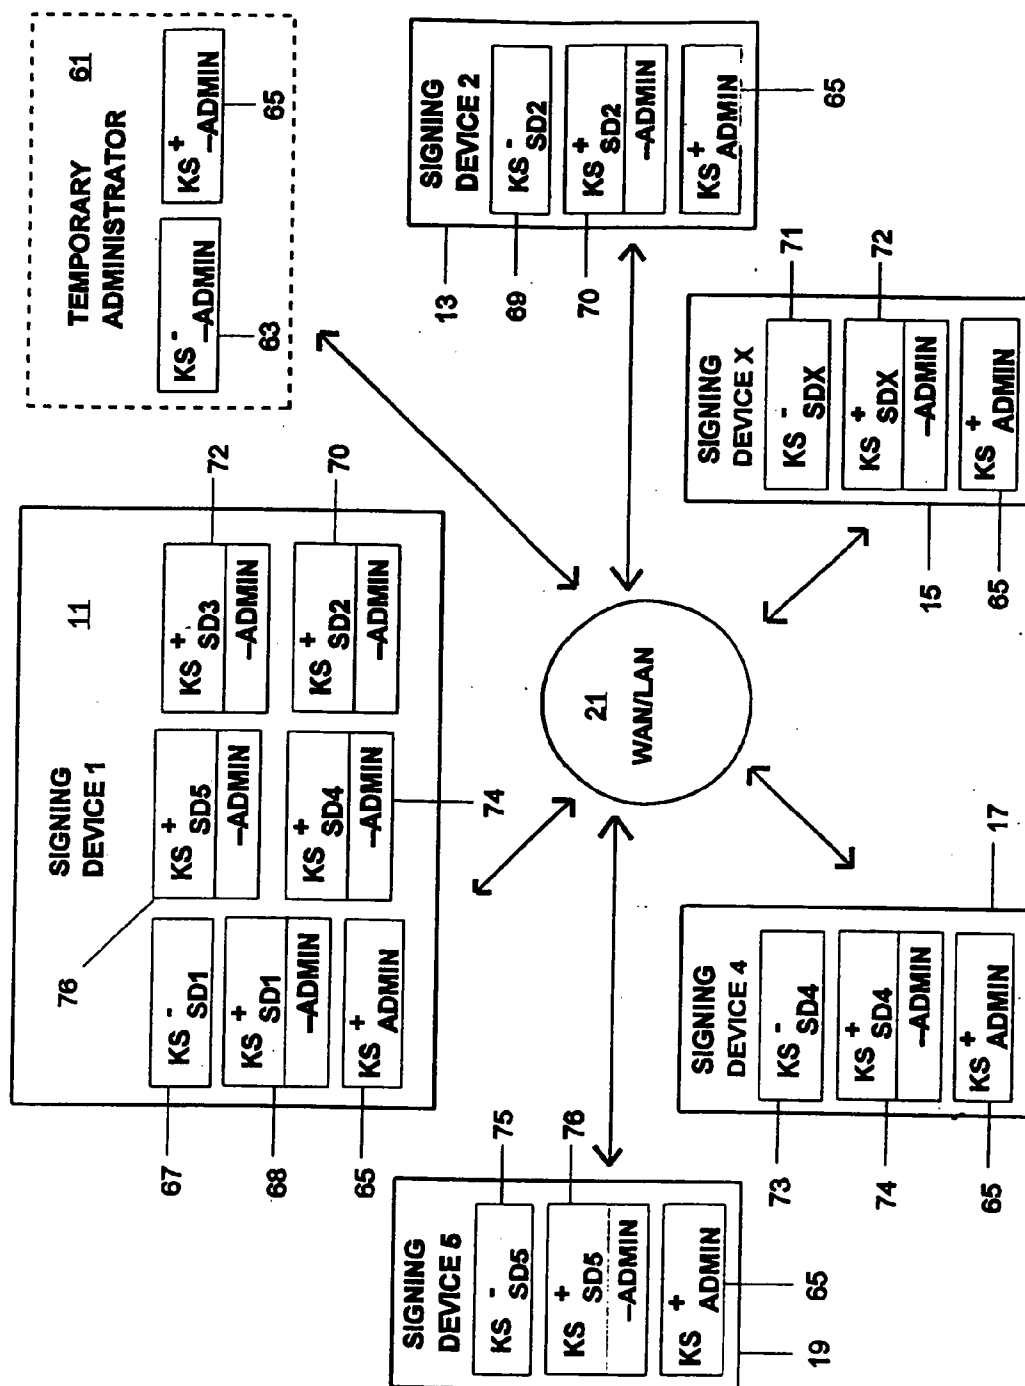 TEMPORARY
ADMINISTRATOR
61
KS⁻
–ADMIN
63
KS⁺
–ADMIN
65
SIGNING
DEVICE 1
11
KS⁻
SD1
67
KS⁺
SD1
–ADMIN
68
KS⁺
ADMIN
65
KS⁺
SD5
–ADMIN
76
KS⁺
SD4
–ADMIN
74
KS⁺
SD3
–ADMIN
72
KS⁺
SD2
–ADMIN
70
SIGNING
DEVICE 2
13
KS⁻
SD2
69
KS⁺
SD2
–ADMIN
70
KS⁺
ADMIN
65
21
WAN/LAN
SIGNING
DEVICE X
15
KS⁻
SDX
71
KS⁺
SDX
–ADMIN
72
KS⁺
ADMIN
65
SIGNING
DEVICE 4
17
KS⁻
SD4
73
KS⁺
SD4
–ADMIN
74
KS⁺
ADMIN
65
SIGNING
DEVICE 5
19
KS⁻
SD5
75
KS⁺
SD5
–ADMIN
76
KS⁺
ADMIN
65